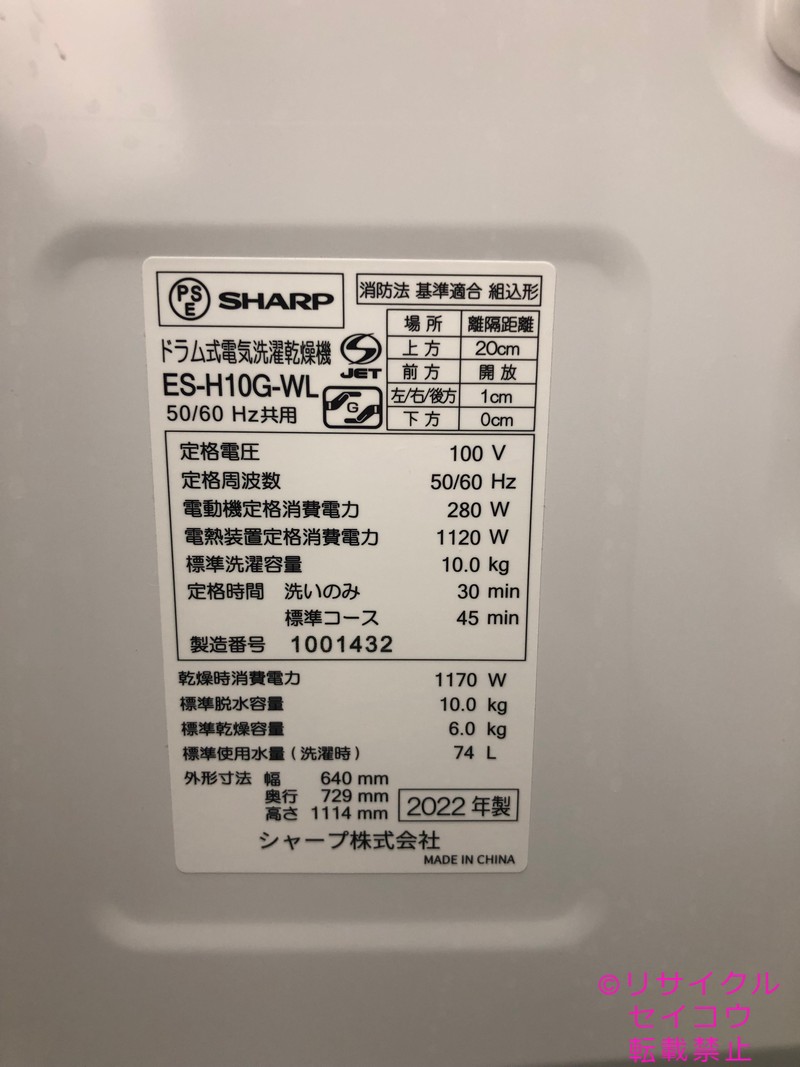 PSE SHARP
消防法 基準適合 組込形
場所 離隔距離
上方 20cm
前方 開放
左/右/後方 1cm
下方 0cm
ドラム式電気洗濯乾燥機
JET
ES-H10G-WL
G
50/60 Hz共用
定格電圧 100 V
定格周波数 50/60 Hz
電動機定格消費電力 280 W
電熱装置定格消費電力 1120 W
標準洗濯容量 10.0 kg
定格時間 洗いのみ 30 min
標準コース 45 min
製造番号 1001432
乾燥時消費電力 1170 W
標準脱水容量 10.0 kg
標準乾燥容量 6.0 kg
標準使用水量(洗濯時) 74 L
外形寸法 幅 640 mm
奥行 729 mm
高さ 1114 mm
2022年製
シャープ株式会社
MADE IN CHINA
©リサイクル
セイコウ
転載禁止